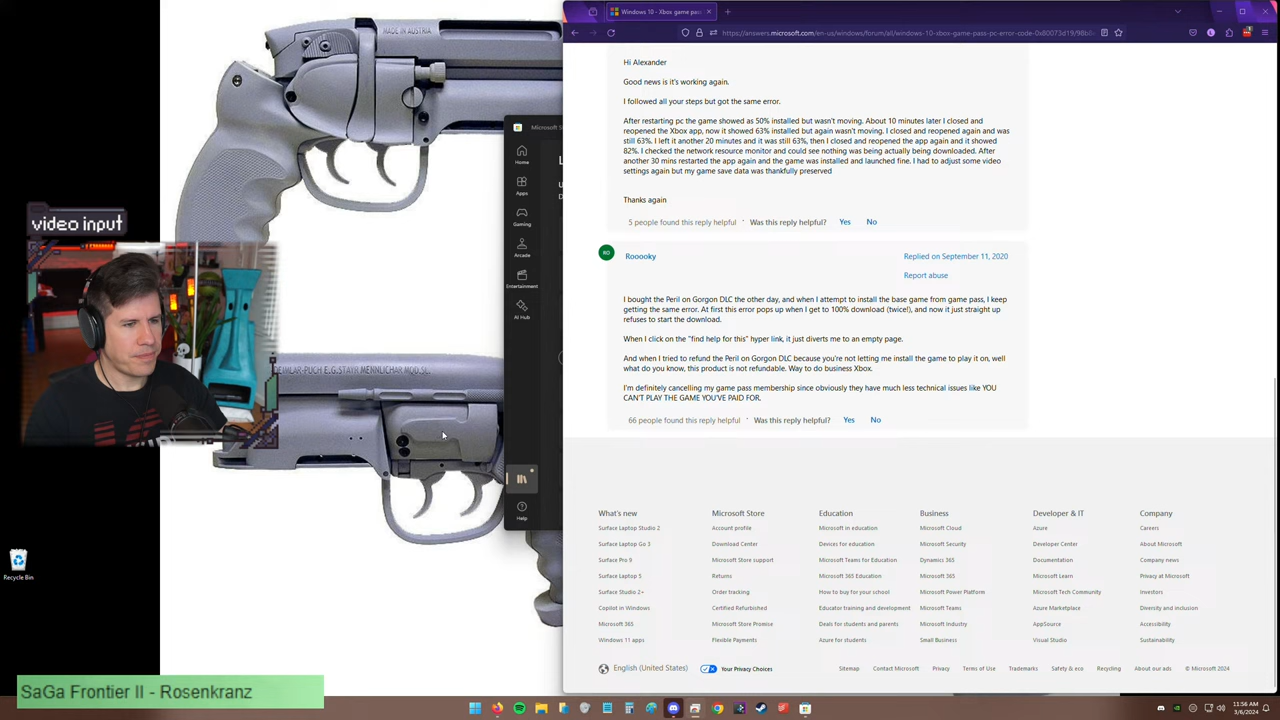 MADE IN AUSTRIA
DEIMLAR-PUCH E.G.STAYR MENNLICHAR MOD.SL.
video input
Recycle Bin
SaGa Frontier II - Rosenkranz
Microsoft St
Home
Apps
Gaming
Arcade
Entertainment
AI Hub
Help
Windows 10 - Xbox game pas
https://answers.microsoft.com/en-us/windows/forum/all/windows-10-xbox-game-pass-pc-error-code-0x80073d19/98bl
Hi Alexander
Good news is it's working again.
I followed all your steps but got the same error.
After restarting pc the game showed as 50% installed but wasn't moving. About 10 minutes later I closed and
reopened the Xbox app, now it showed 63% installed but again wasn't moving. I closed and reopened again and was
still 63%. I left it another 20 minutes and it was still 63%, then I closed and reopened the app again and it showed
82%. I checked the network resource monitor and could see nothing was being actually being downloaded. After
another 30 mins restarted the app again and the game was installed and launched fine. I had to adjust some video
settings again but my game save data was thankfully preserved
Thanks again
5 people found this reply helpful · Was this reply helpful? Yes No
RO
Rooooky
Replied on September 11, 2020
Report abuse
I bought the Peril on Gorgon DLC the other day, and when I attempt to install the base game from game pass, I keep
getting the same error. At first this error pops up when I get to 100% download (twice!), and now it just straight up
refuses to start the download.
When I click on the "find help for this" hyper link, it just diverts me to an empty page.
And when I tried to refund the Peril on Gorgon DLC because you're not letting me install the game to play it on, well
what do you know, this product is not refundable. Way to do business Xbox.
I'm definitely cancelling my game pass membership since obviously they have much less technical issues like YOU
CAN'T PLAY THE GAME YOU'VE PAID FOR.
66 people found this reply helpful · Was this reply helpful? Yes No
What's new
Surface Laptop Studio 2
Surface Laptop Go 3
Surface Pro 9
Surface Laptop 5
Surface Studio 2+
Copilot in Windows
Microsoft 365
Windows 11 apps
Microsoft Store
Account profile
Download Center
Microsoft Store support
Returns
Order tracking
Certified Refurbished
Microsoft Store Promise
Flexible Payments
Education
Microsoft in education
Devices for education
Microsoft Teams for Education
Microsoft 365 Education
How to buy for your school
Educator training and development
Deals for students and parents
Azure for students
Business
Microsoft Cloud
Microsoft Security
Dynamics 365
Microsoft 365
Microsoft Power Platform
Microsoft Teams
Microsoft Industry
Small Business
Developer & IT
Azure
Developer Center
Documentation
Microsoft Learn
Microsoft Tech Community
Azure Marketplace
AppSource
Visual Studio
Company
Careers
About Microsoft
Company news
Privacy at Microsoft
Investors
Diversity and inclusion
Accessibility
Sustainability
English (United States)
Your Privacy Choices
Sitemap Contact Microsoft Privacy Terms of Use Trademarks Safety & eco Recycling About our ads © Microsoft 2024
11:56 AM
3/6/2024